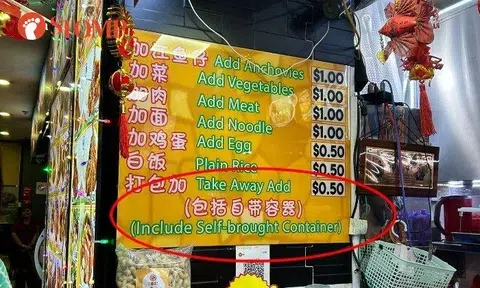 STOMP
加江鱼仔 Add Anchovies $1.00
加菜 Add Vegetables $1.00
加肉 Add Meat $1.00
加面 Add Noodle $1.00
加鸡蛋 Add Egg $0.50
白饭 Plain Rice $0.50
打包加 Take Away Add $0.50
(包括自带容器)
(Include Self-brought Container)